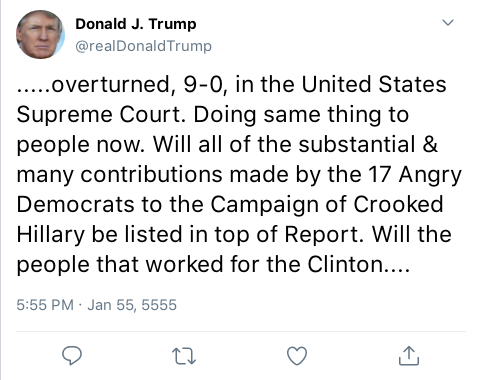 Donald J. Trump
@realDonaldTrump
.....overturned, 9-0, in the United States
Supreme Court. Doing same thing to
people now. Will all of the substantial &
many contributions made by the 17 Angry
Democrats to the Campaign of Crooked
Hillary be listed in top of Report. Will the
people that worked for the Clinton....
5:55 PM · Jan 55, 5555